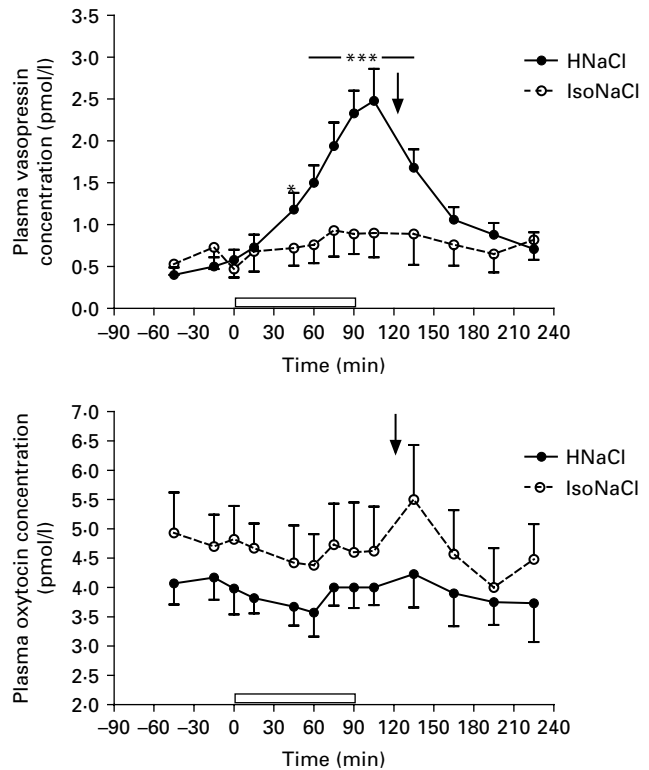 3·5
3·0
2·5
2·0
1·5
1·0
0·5
0·0
Plasma vasopressin
concentration (pmol/l)
***
*
HNaCl
IsoNaCl
–90 –60 –30 0 30 60 90 120 150 180 210 240
Time (min)
7·0
6·5
6·0
5·5
5·0
4·5
4·0
3·5
3·0
2·5
2·0
Plasma oxytocin concentration
(pmol/l)
HNaCl
IsoNaCl
–90 –60 –30 0 30 60 90 120 150 180 210 240
Time (min)